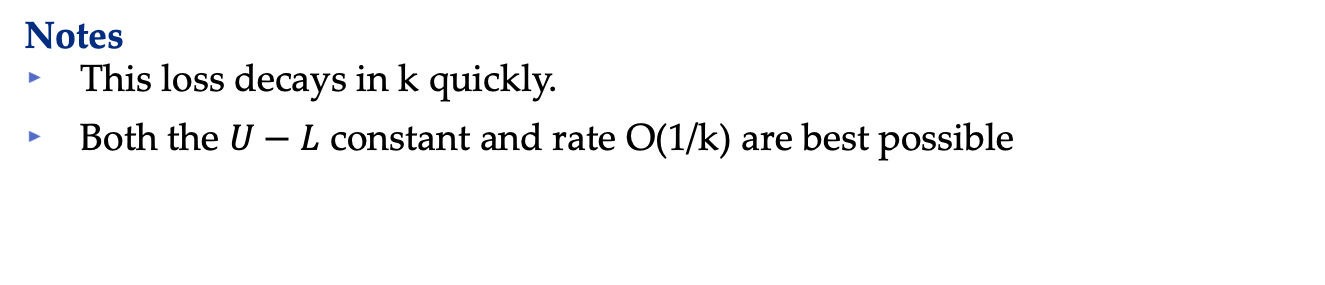 Notes
▸ This loss decays in k quickly.
▸ Both the U − L constant and rate O(1/k) are best possible